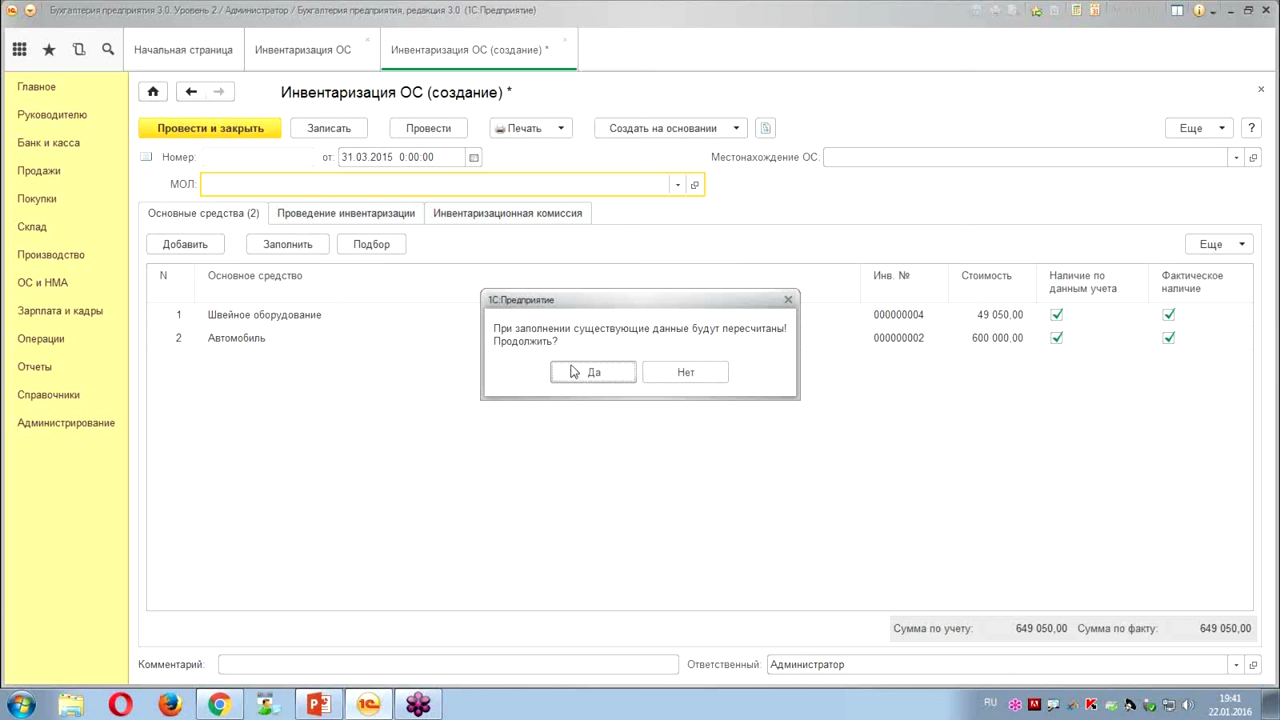 Бухгалтерия предприятия 3.0. Уровень 2 / Администратор / Бухгалтерия предприятия, редакция 3.0 (1С:Предприятие)
Начальная страница
Инвентаризация ОС
Инвентаризация ОС (создание) *
Главное
Руководителю
Банк и касса
Продажи
Покупки
Склад
Производство
ОС и НМА
Зарплата и кадры
Операции
Отчеты
Справочники
Администрирование
Инвентаризация ОС (создание) *
Провести и закрыть
Записать
Провести
Печать
Создать на основании
Еще
?
Номер:
от: 31.03.2015 0:00:00
Местонахождение ОС:
МОЛ:
Основные средства (2)
Проведение инвентаризации
Инвентаризационная комиссия
Добавить
Заполнить
Подбор
Еще
N Основное средство Инв. № Стоимость Наличие по данным учета Фактическое наличие
1 Швейное оборудование 000000004 49 050,00
2 Автомобиль 000000002 600 000,00
1С:Предприятие
При заполнении существующие данные будут пересчитаны!
Продолжить?
Да
Нет
Сумма по учету: 649 050,00 Сумма по факту: 649 050,00
Комментарий:
Ответственный: Администратор
RU
19:41
22.01.2016